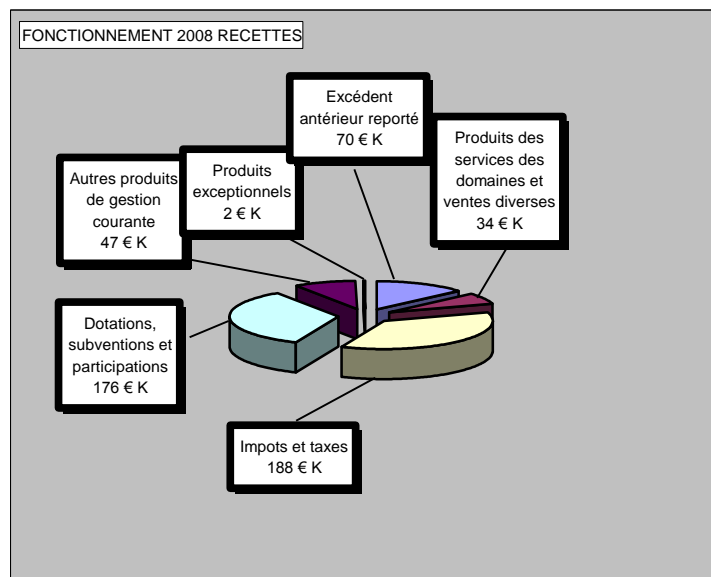 FONCTIONNEMENT 2008 RECETTES
Excédent
antérieur reporté
70 € K
Produits des
services des
domaines et
ventes diverses
34 € K
Produits
exceptionnels
2 € K
Autres produits
de gestion
courante
47 € K
Dotations,
subventions et
participations
176 € K
Impots et taxes
188 € K